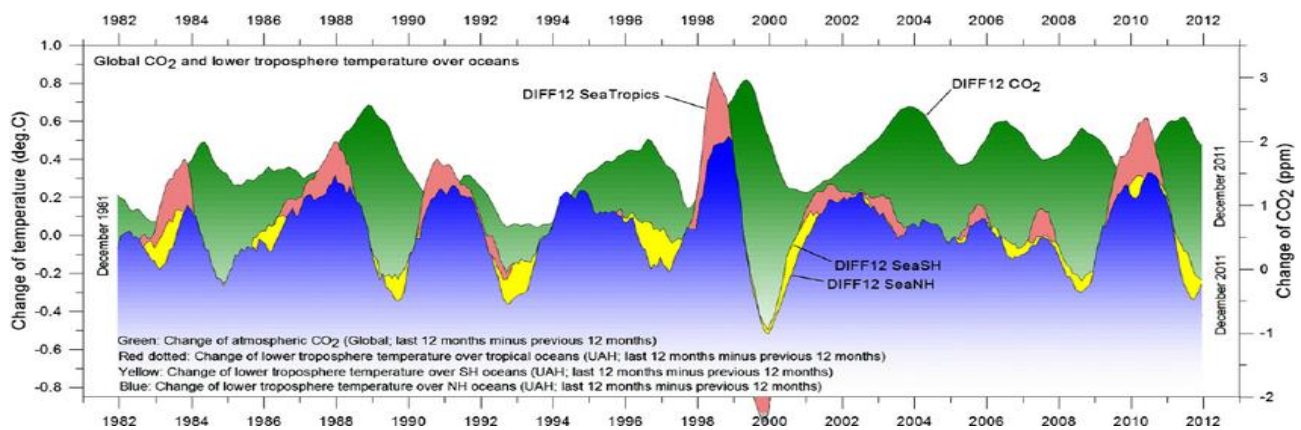 1982 1984 1986 1988 1990 1992 1994 1996 1998 2000 2002 2004 2006 2008 2010 2012
Global CO2 and lower troposphere temperature over oceans
DIFF12 SeaTropics
DIFF12 CO2
Change of temperature (deg.C)
1.0
0.8
0.6
0.4
0.2
0.0
-0.2
-0.4
-0.6
-0.8
December 1981
DIFF12 SeaSH
DIFF12 SeaNH
December 2011
December 2011
3
2
1
0
-1
-2
Change of CO2 (ppm)
Green: Change of atmospheric CO2 (Global; last 12 months minus previous 12 months)
Red dotted: Change of lower troposphere temperature over tropical oceans (UAH; last 12 months minus previous 12 months)
Yellow: Change of lower troposphere temperature over SH oceans (UAH; last 12 months minus previous 12 months)
Blue: Change of lower troposphere temperature over NH oceans (UAH; last 12 months minus previous 12 months)
1982 1984 1986 1988 1990 1992 1994 1996 1998 2000 2002 2004 2006 2008 2010 2012